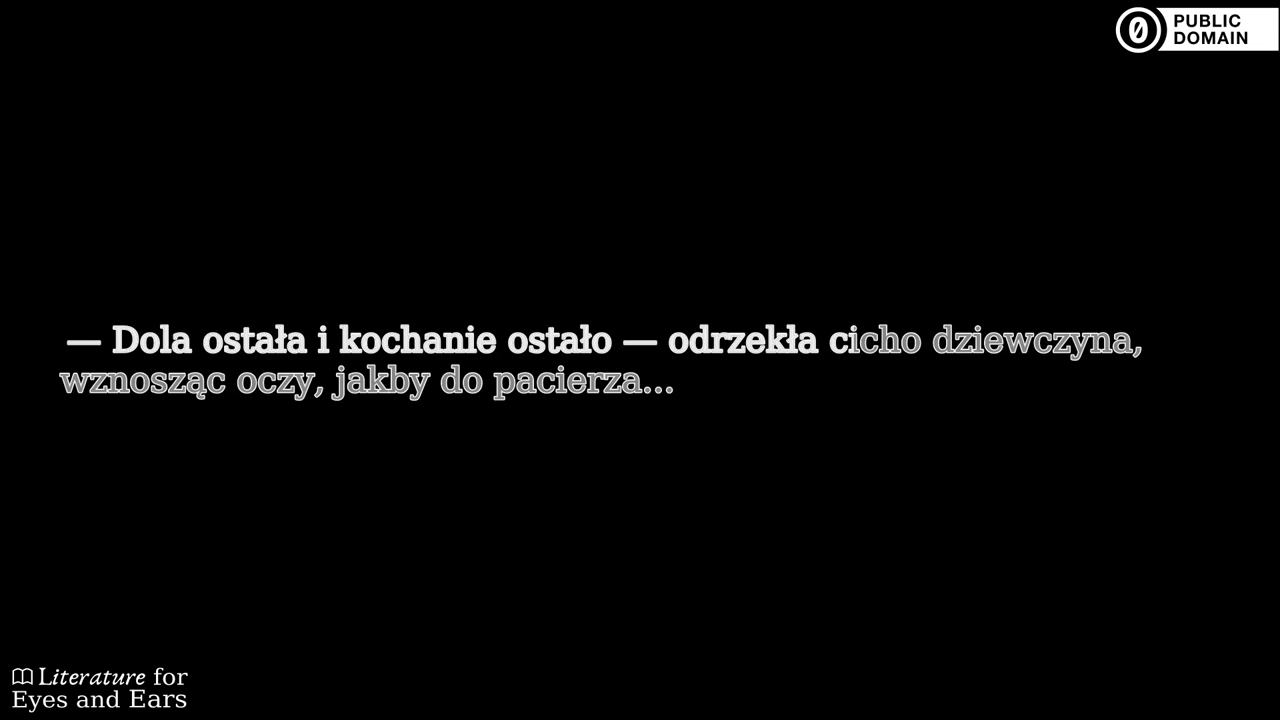 PUBLIC
DOMAIN
— Dola ostała i kochanie ostało — odrzekła cicho dziewczyna,
wznosząc oczy, jakby do pacierza...
Literature for
Eyes and Ears